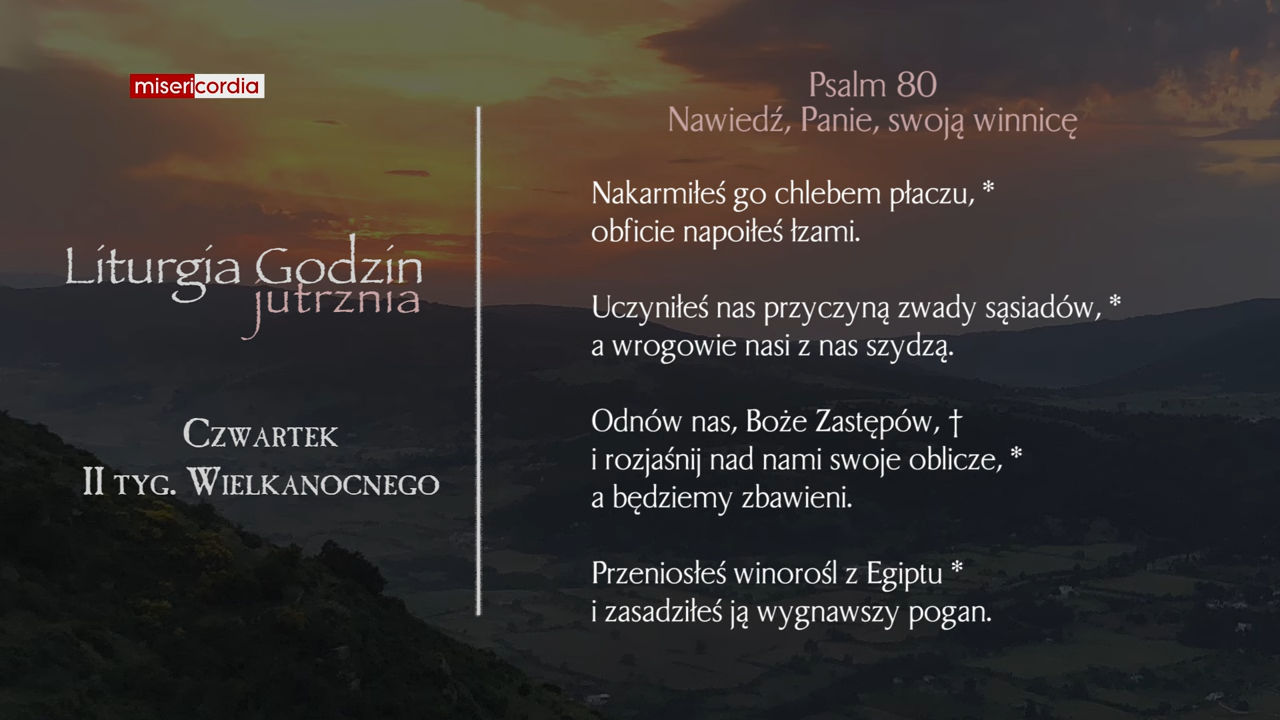 misericordia
Liturgia Godzin
jutrznia
Czwartek
II tyg. Wielkanocnego
Psalm 80
Nawiedź, Panie, swoją winnicę
Nakarmiłeś go chlebem płaczu, *
obficie napoiłeś łzami.
Uczyniłeś nas przyczyną zwady sąsiadów, *
a wrogowie nasi z nas szydzą.
Odnów nas, Boże Zastępów, †
i rozjaśnij nad nami swoje oblicze, *
a będziemy zbawieni.
Przeniosłeś winorośl z Egiptu *
i zasadziłeś ją wygnawszy pogan.